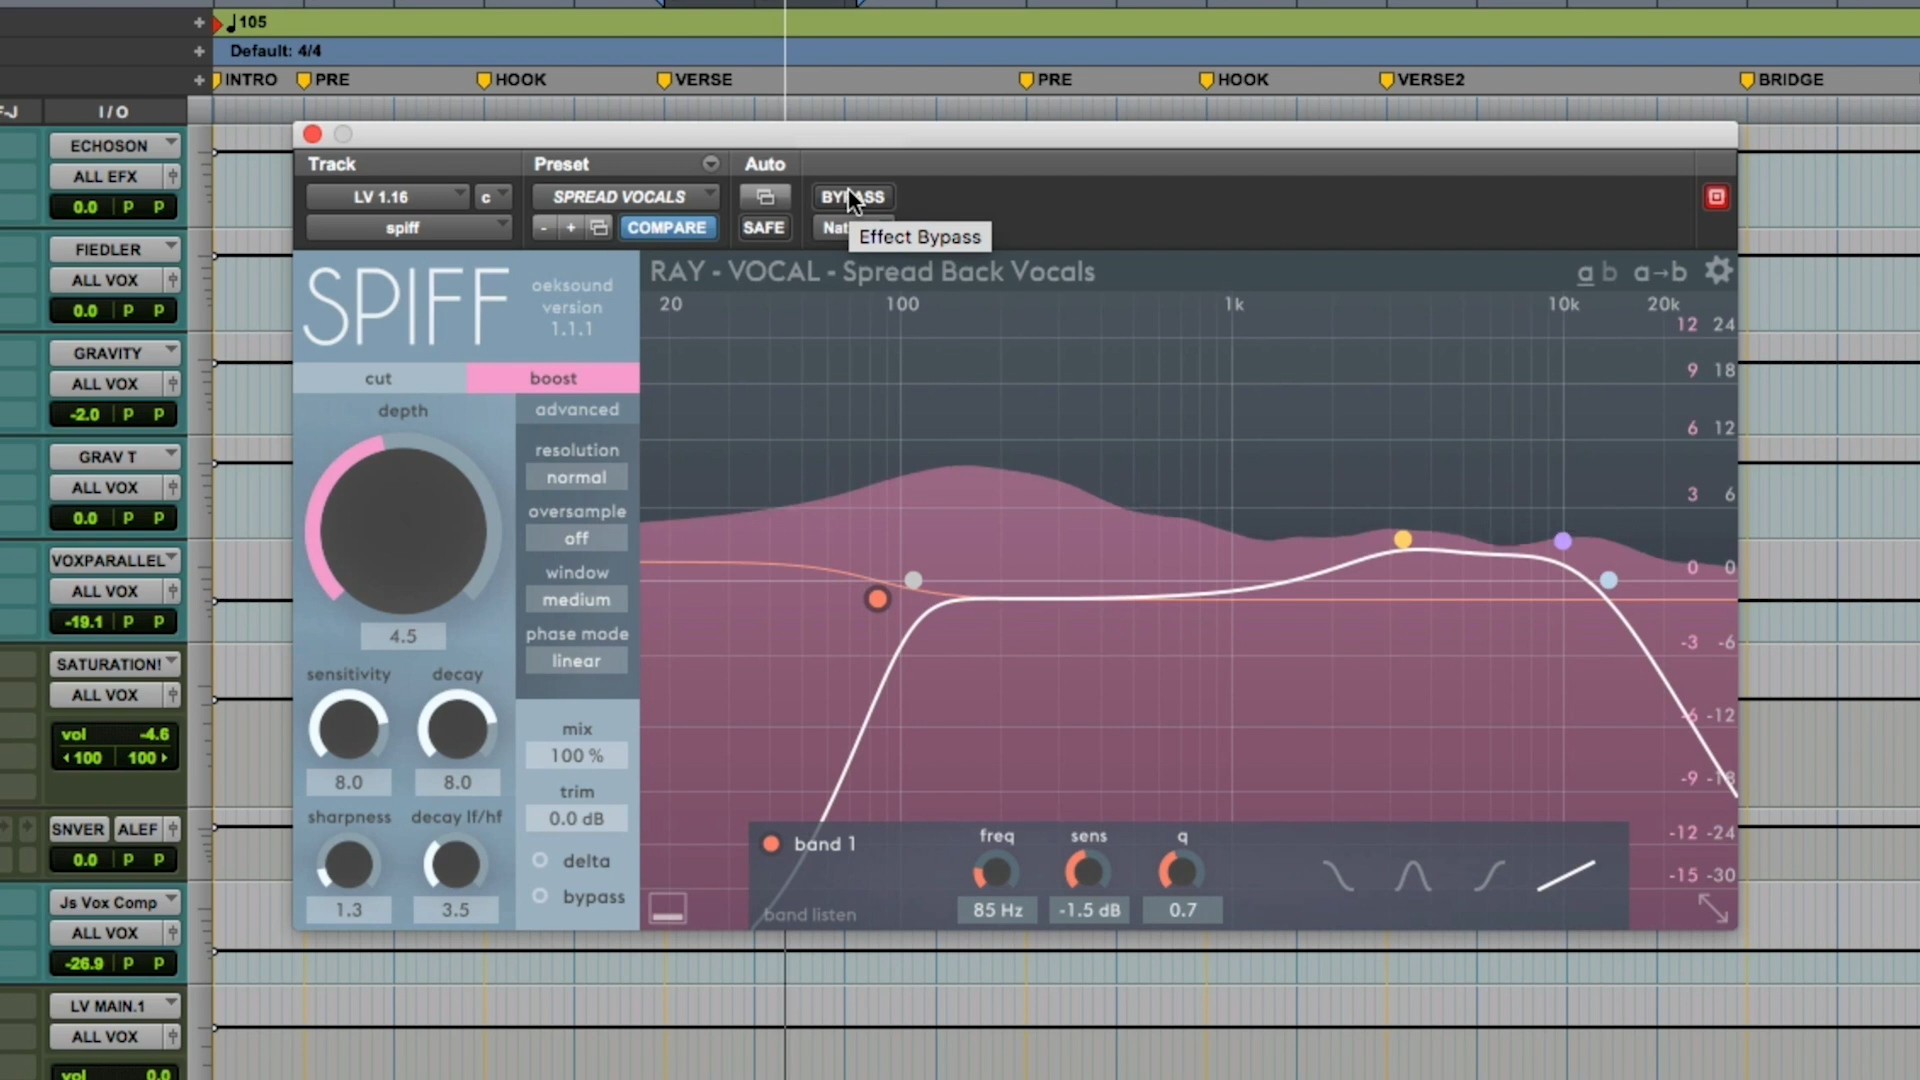 105
Default: 4/4
INTRO PRE HOOK VERSE PRE HOOK VERSE2 BRIDGE
I/O
ECHOSON
ALL EFX
0.0 P P
FIEDLER
ALL VOX
0.0 P P
GRAVITY
ALL VOX
-2.0 P P
GRAV T
ALL VOX
0.0 P P
VOXPARALLEL
ALL VOX
-19.1 P P
SATURATION!
ALL VOX
vol -4.6
100 100
SNVER ALEF
0.0 P P
Js Vox Comp
ALL VOX
-26.9 P P
LV MAIN.1
ALL VOX
vol 0.0
Track Preset Auto
LV 1.16 c SPREAD VOCALS BYPASS
spiff - + COMPARE SAFE
Effect Bypass
SPIFF
oeksound
version
1.1.1
cut boost
depth
4.5
sensitivity decay
8.0 8.0
sharpness decay lf/hf
1.3 3.5
advanced
resolution
normal
oversample
off
window
medium
phase mode
linear
mix
100 %
trim
0.0 dB
delta
bypass
RAY - VOCAL - Spread Back Vocals a b a→b
20 100 1k 10k 20k
12 24
9 18
6 12
3 6
0 0
-3 -6
-6 -12
-9 -18
-12 -24
-15 -30
band 1 freq sens q
85 Hz -1.5 dB 0.7
band listen